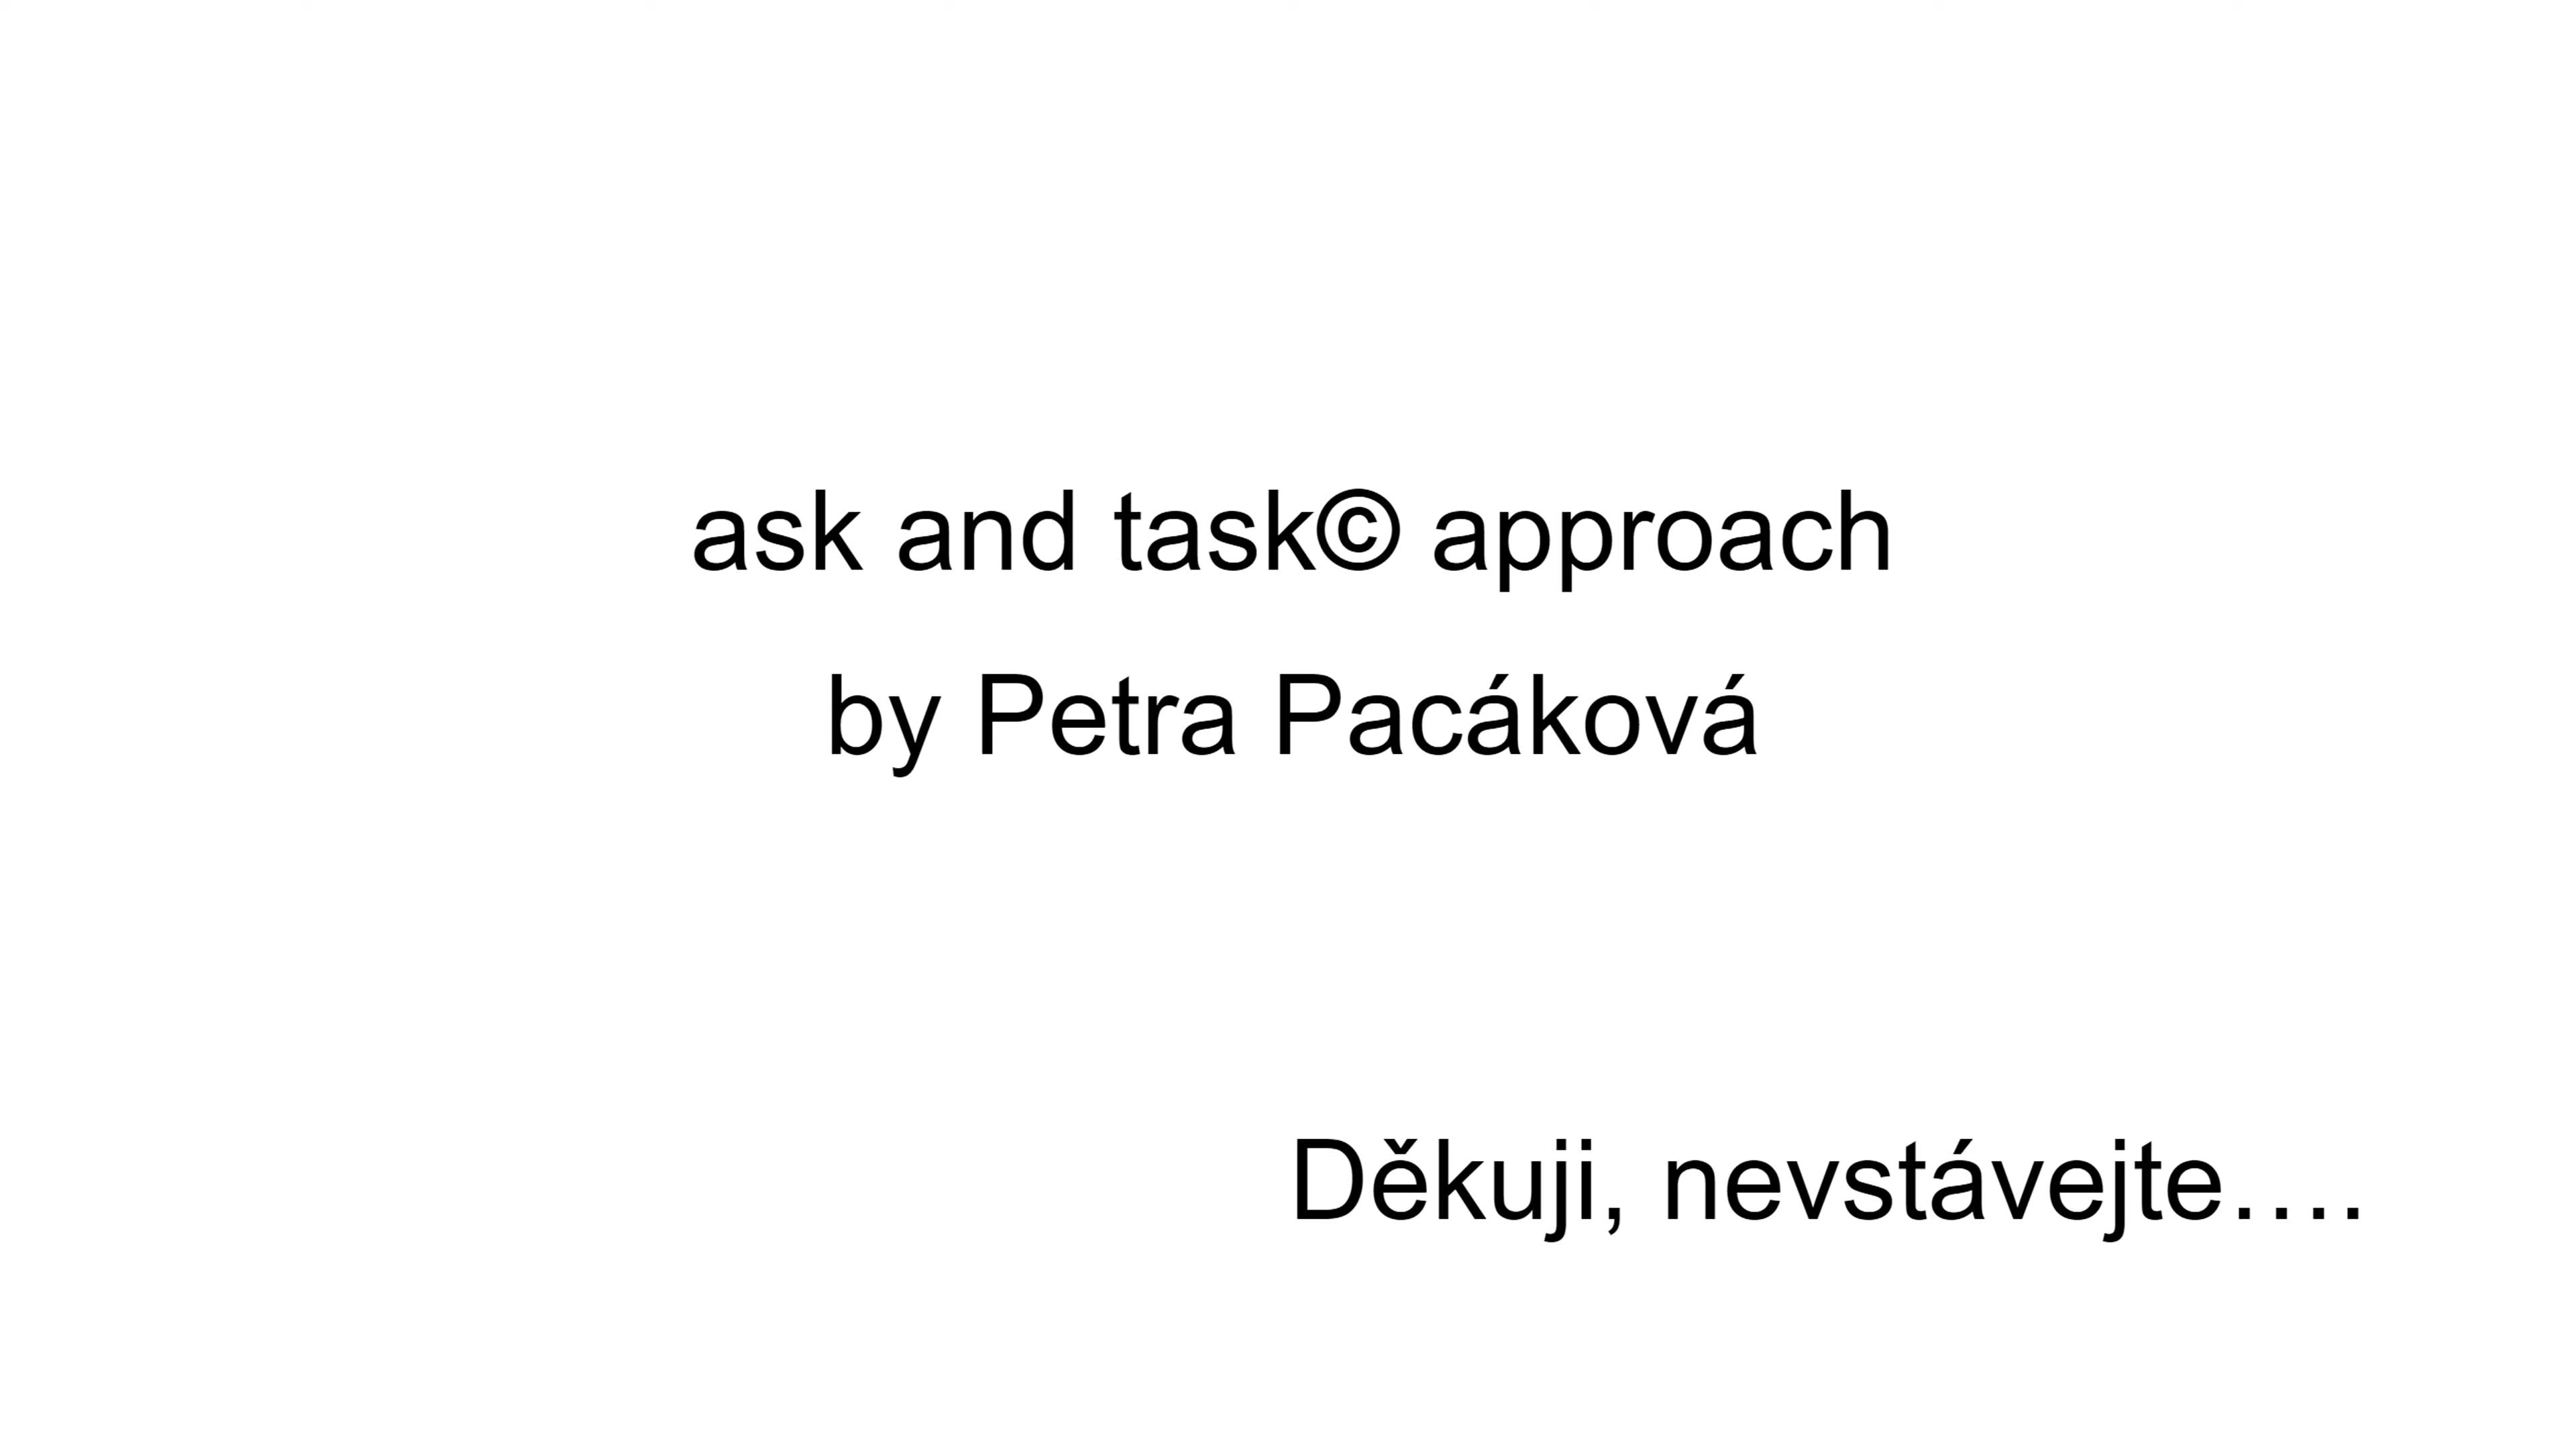 ask and task© approach
by Petra Pacáková
Děkuji, nevstávejte….